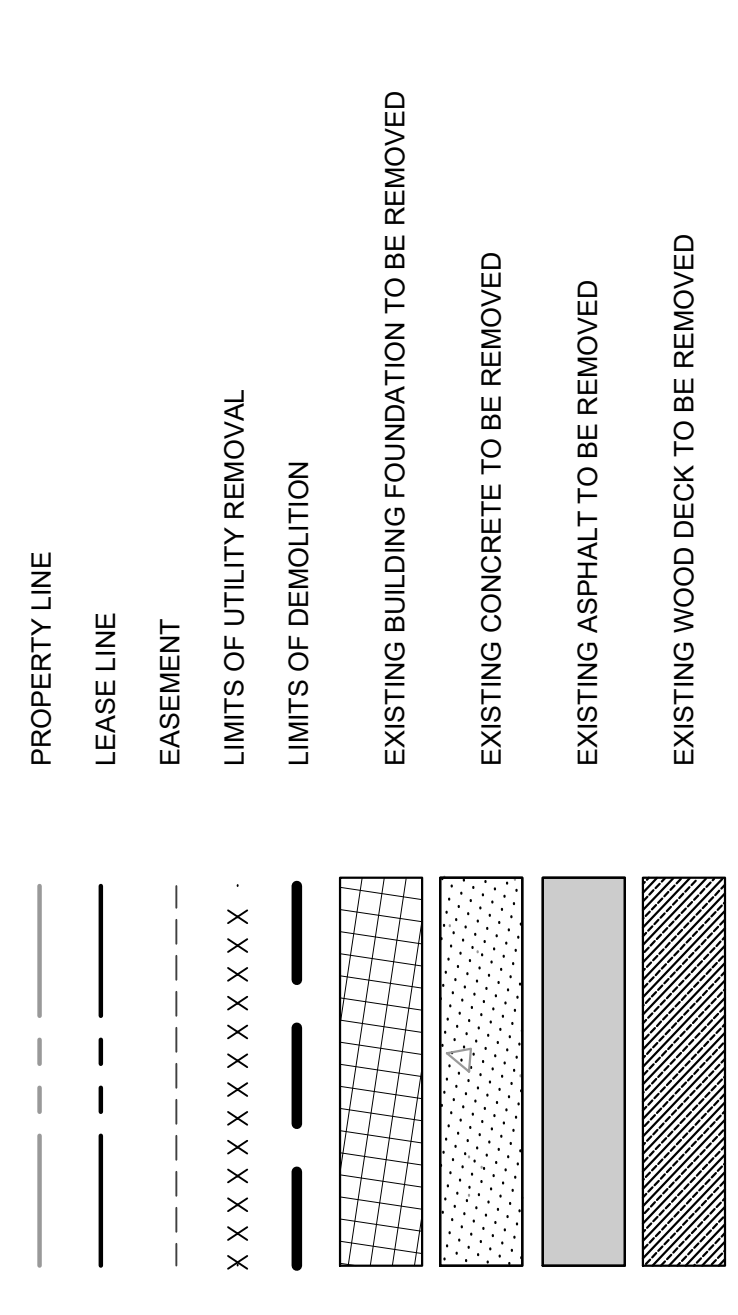 PROPERTY LINE
LEASE LINE
EASEMENT
LIMITS OF UTILITY REMOVAL
LIMITS OF DEMOLITION
EXISTING BUILDING FOUNDATION TO BE REMOVED
EXISTING CONCRETE TO BE REMOVED
EXISTING ASPHALT TO BE REMOVED
EXISTING WOOD DECK TO BE REMOVED